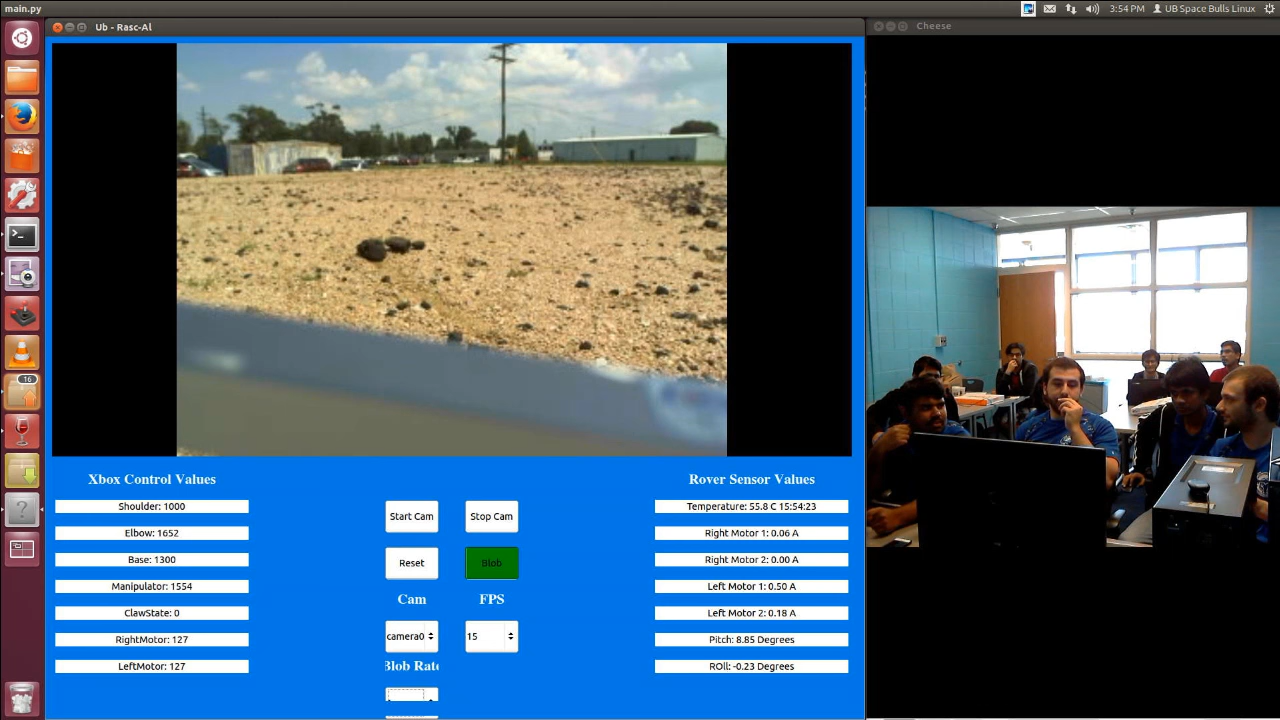 main.py
3:54 PM
UB Space Bulls Linux
Ub - Rasc-Al
Cheese
16
Xbox Control Values
Shoulder: 1000
Elbow: 1652
Base: 1300
Manipulator: 1554
ClawState: 0
RightMotor: 127
LeftMotor: 127
Start Cam
Stop Cam
Reset
Blob
Cam
FPS
camera0
15
Blob Rate
Rover Sensor Values
Temperature: 55.8 C 15:54:23
Right Motor 1: 0.06 A
Right Motor 2: 0.00 A
Left Motor 1: 0.50 A
Left Motor 2: 0.18 A
Pitch: 8.85 Degrees
ROll: -0.23 Degrees